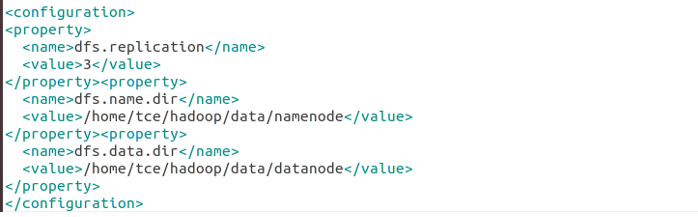 <configuration>
<property>
  <name>dfs.replication</name>
  <value>3</value>
</property><property>
  <name>dfs.name.dir</name>
  <value>/home/tce/hadoop/data/namenode</value>
</property><property>
  <name>dfs.data.dir</name>
  <value>/home/tce/hadoop/data/datanode</value>
</property>
</configuration>